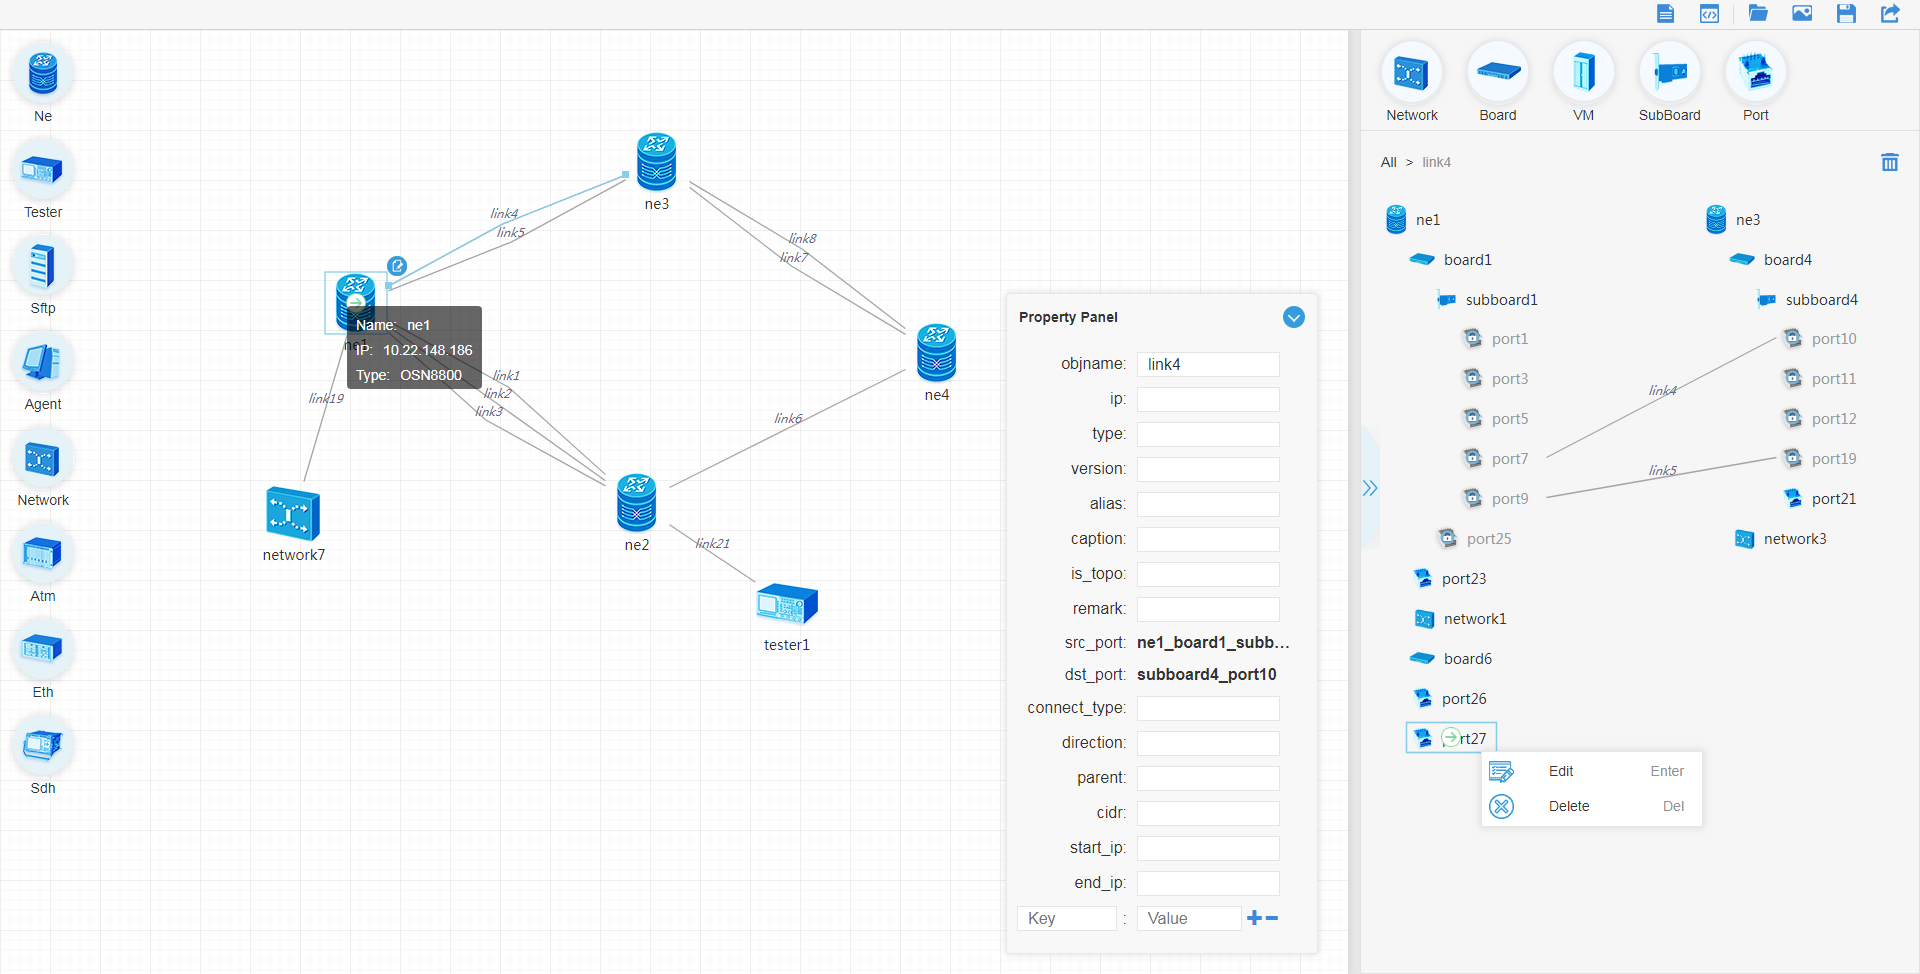 Ne
Tester
Sftp
Agent
Network
Atm
Eth
Sdh
ne3
link4
link5
link8
link7
Name: ne1
IP: 10.22.148.186
Type: OSN8800
ne4
link1
link2
link3
link19
link6
network7
ne2
link21
tester1
Property Panel
objname: link4
ip:
type:
version:
alias:
caption:
is_topo:
remark:
src_port: ne1_board1_subb...
dst_port: subboard4_port10
connect_type:
direction:
parent:
cidr:
start_ip:
end_ip:
Key : Value
Network Board VM SubBoard Port
All > link4
ne1
board1
subboard1
port1
port3
port5
port7
port9
port25
port23
network1
board6
port26
rt27
ne3
board4
subboard4
port10
port11
port12
port19
port21
network3
link4
link5
Edit Enter
Delete Del